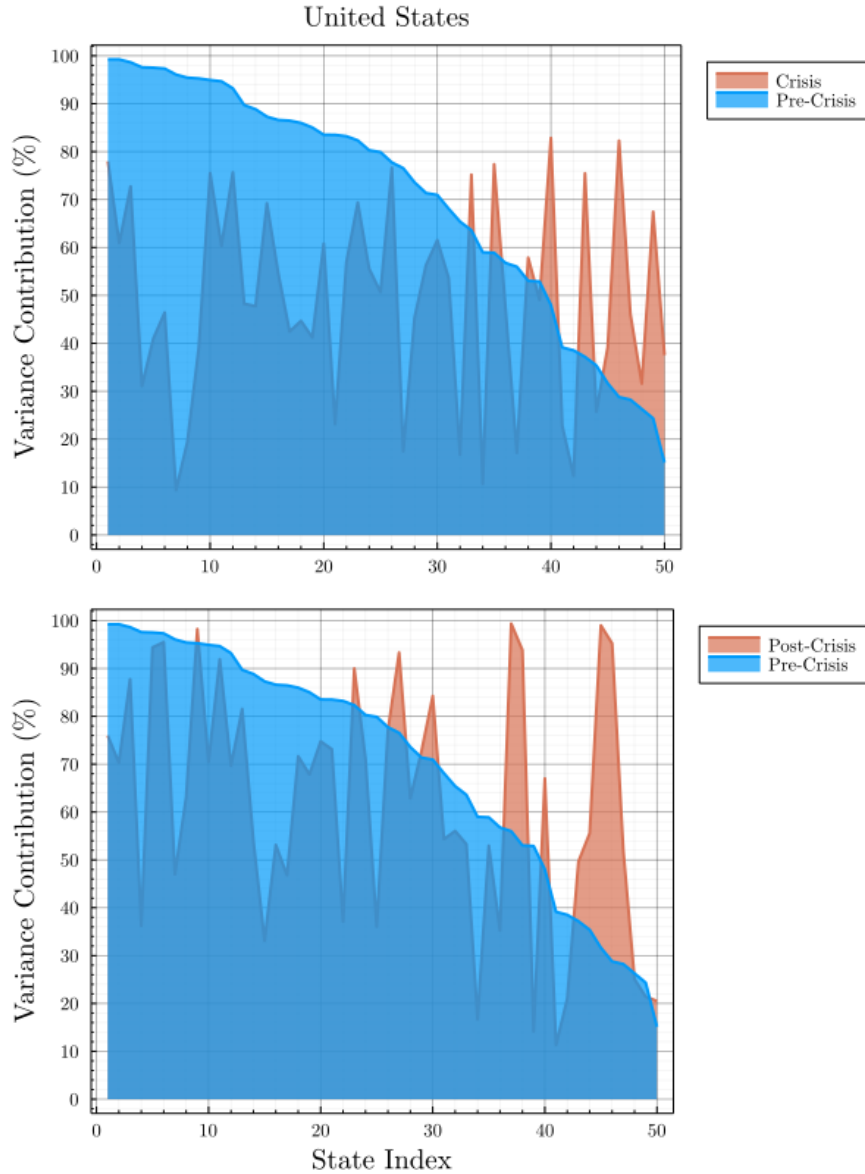 United States
Variance Contribution (%)
100
90
80
70
60
50
40
30
20
10
0
0 10 20 30 40 50
Crisis
Pre-Crisis
Variance Contribution (%)
100
90
80
70
60
50
40
30
20
10
0
0 10 20 30 40 50
State Index
Post-Crisis
Pre-Crisis